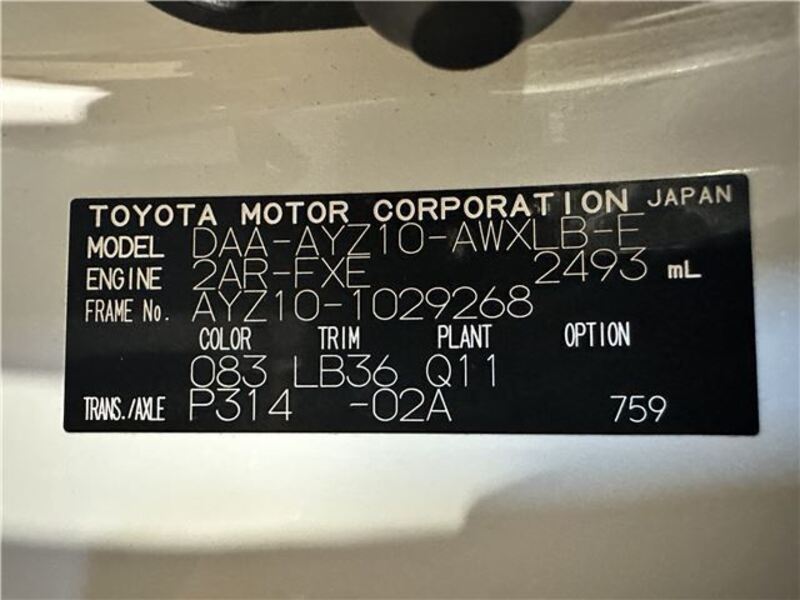 TOYOTA MOTOR CORPORATION JAPAN
MODEL DAA-AYZ10-AWXLB-E
ENGINE 2AR-FXE 2493 mL
FRAME No. AYZ10-1029268
COLOR TRIM PLANT OPTION
083 LB36 Q11
TRANS./AXLE P314 -02A 759